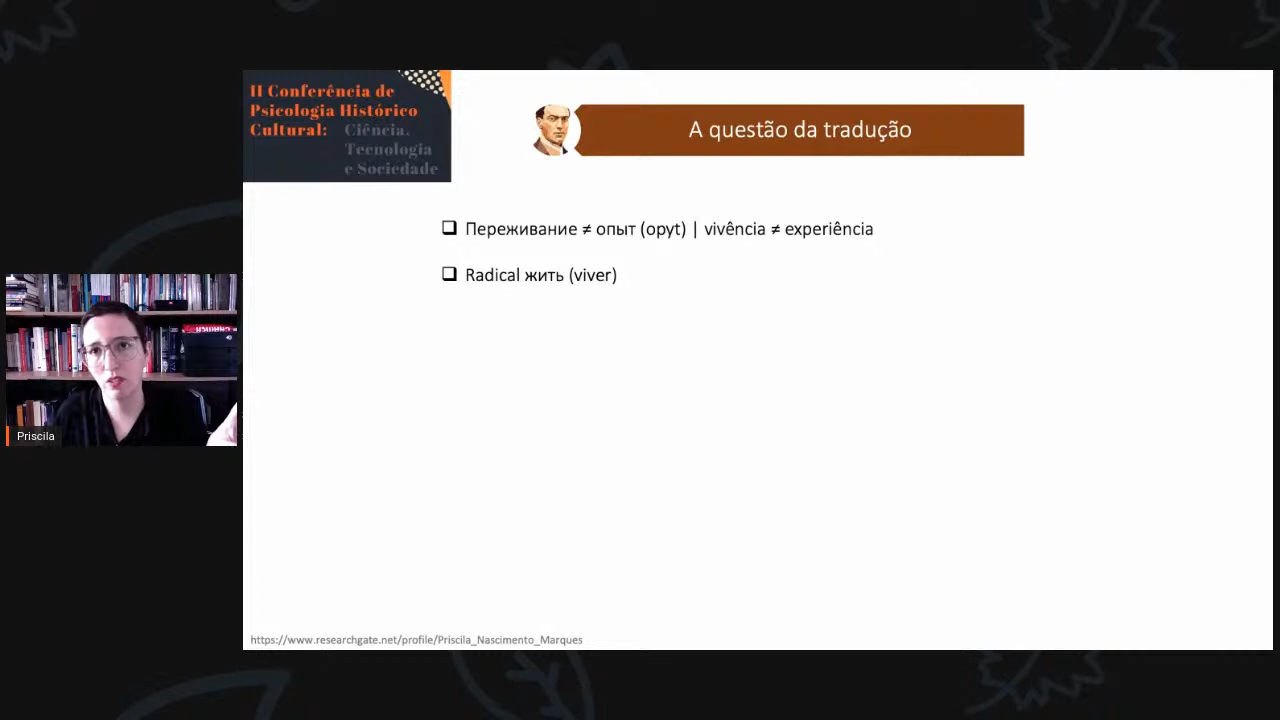 II Conferência de
Psicologia Histórico
Cultural: Ciência,
Tecnologia
e Sociedade
A questão da tradução
❑ Переживание ≠ опыт (opyt) | vivência ≠ experiência
❑ Radical жить (viver)
Priscila
https://www.researchgate.net/profile/Priscila_Nascimento_Marques